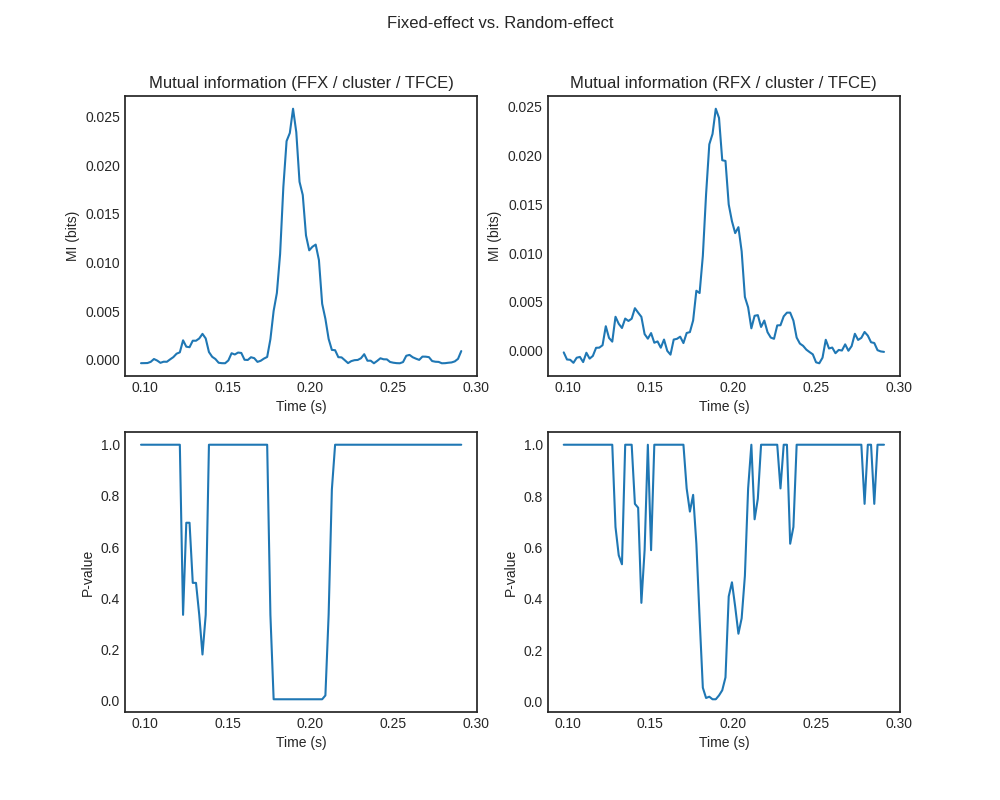 Fixed-effect vs. Random-effect
Mutual information (FFX / cluster / TFCE)
0.025
0.020
0.015
0.010
0.005
0.000
MI (bits)
0.10 0.15 0.20 0.25 0.30
Time (s)
Mutual information (RFX / cluster / TFCE)
0.025
0.020
0.015
0.010
0.005
0.000
MI (bits)
0.10 0.15 0.20 0.25 0.30
Time (s)
1.0
0.8
0.6
0.4
0.2
0.0
P-value
0.10 0.15 0.20 0.25 0.30
Time (s)
1.0
0.8
0.6
0.4
0.2
0.0
P-value
0.10 0.15 0.20 0.25 0.30
Time (s)